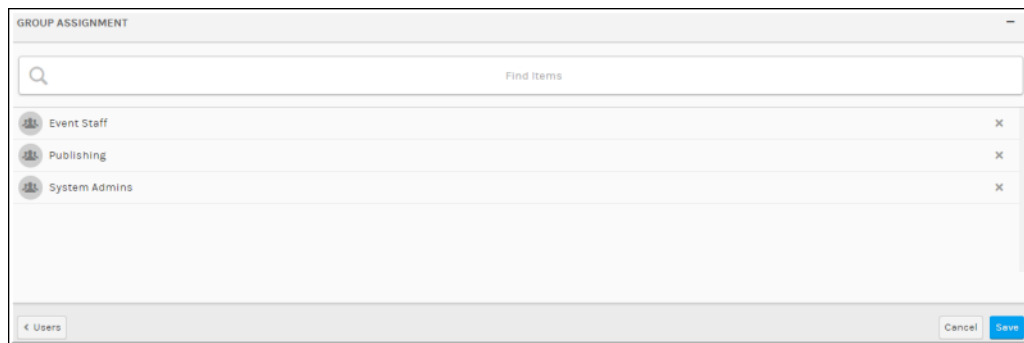 GROUP ASSIGNMENT
Find Items
Event Staff
Publishing
System Admins
< Users
Cancel
Save